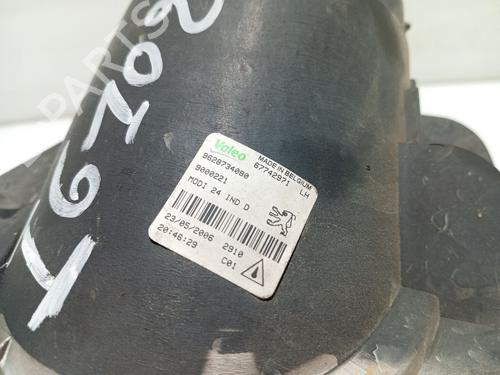 T6702
Valeo
MADE IN BELGIUM
9628734080 67742971
9000221 LH
MODI 24 IND D
23/05/2006 2910
20:46:29 C01